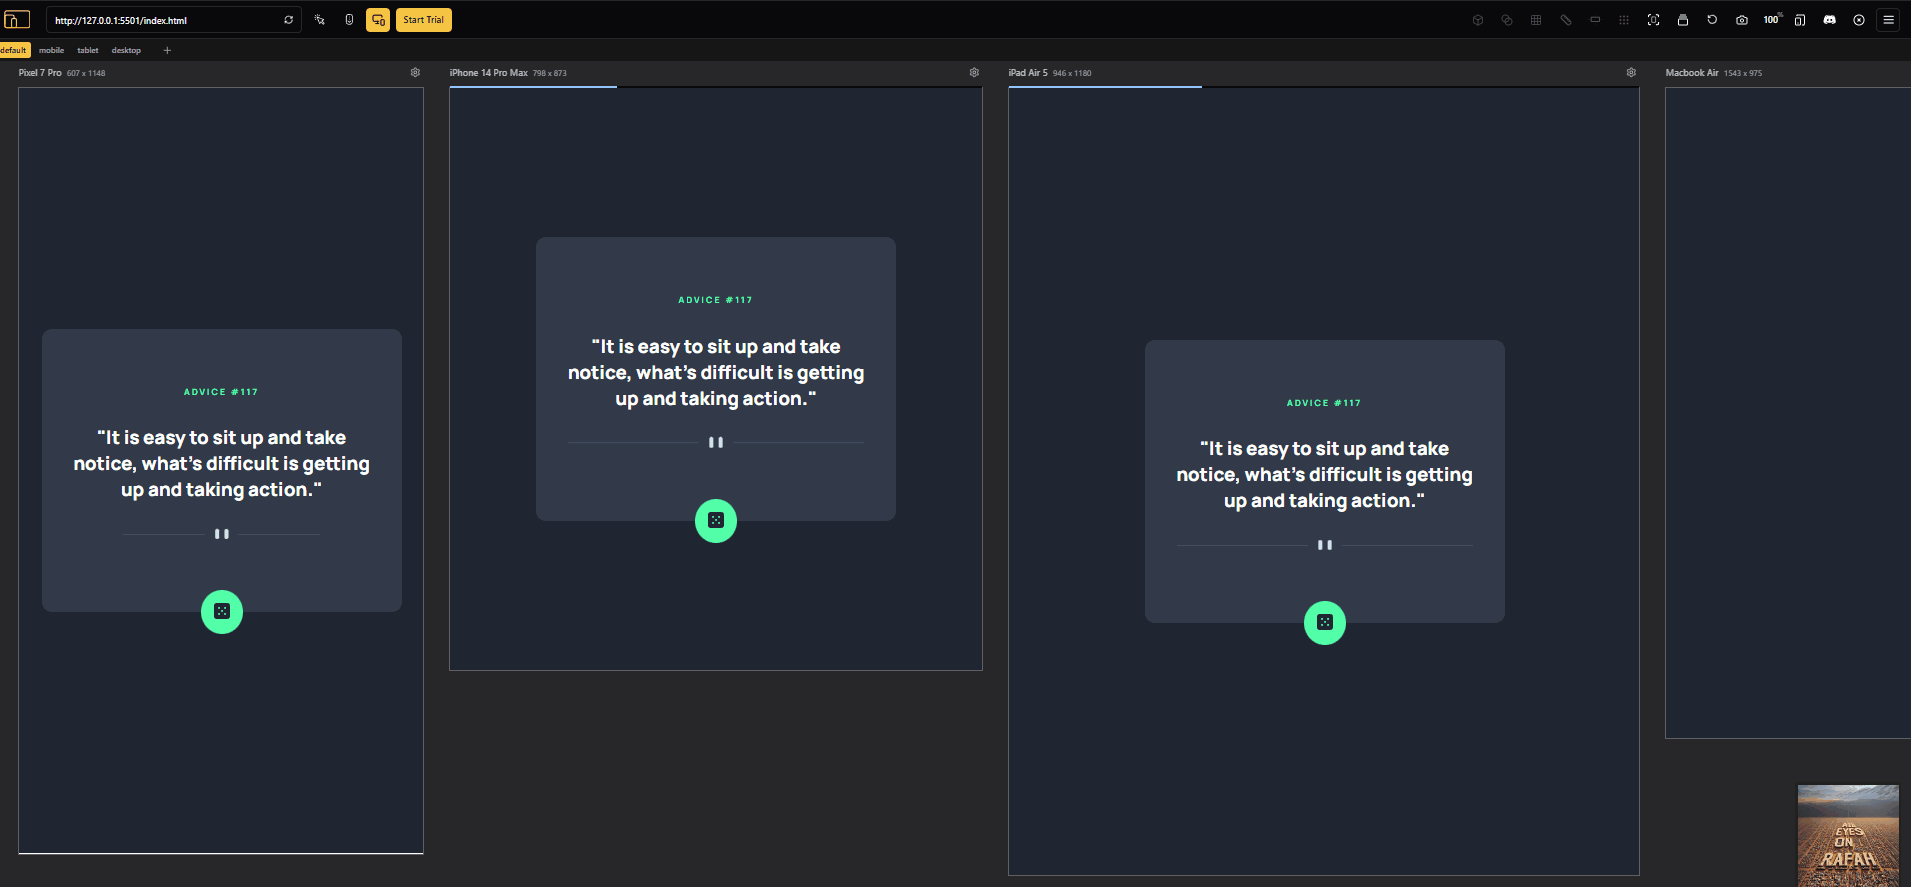 http://127.0.0.1:5501/index.html
Start Trial
100%
default mobile tablet desktop +
Pixel 7 Pro 607 x 1148
ADVICE #117
"It is easy to sit up and take
notice, what's difficult is getting
up and taking action."
iPhone 14 Pro Max 798 x 873
ADVICE #117
"It is easy to sit up and take
notice, what's difficult is getting
up and taking action."
iPad Air 5 946 x 1180
ADVICE #117
"It is easy to sit up and take
notice, what's difficult is getting
up and taking action."
Macbook Air 1543 x 975
ALL
EYES
ON
RAFAH